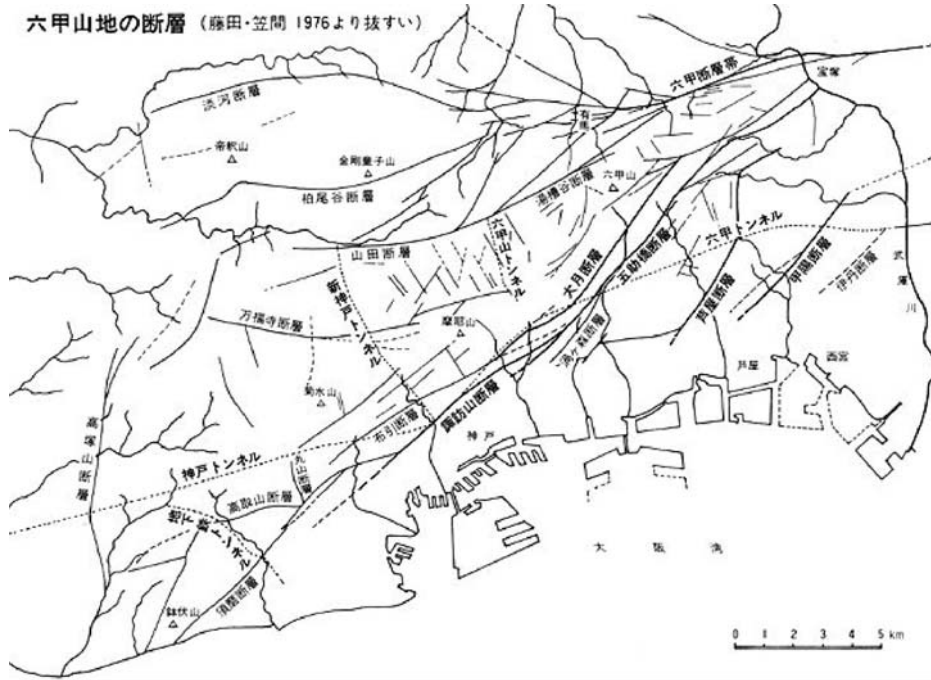 六甲山地の断層 (藤田・笠間 1976より抜すい)
六甲断層帯
宝塚
淡河断層
有馬
帝釈山
金剛童子山
湯槽谷断層
六甲山
柏尾谷断層
六甲山トンネル
六甲トンネル
山田断層
大月断層
五助橋断層
甲陽断層
伊丹断層
武庫川
新神戸トンネル
芦屋断層
万福寺断層
摩耶山
渦ヶ森断層
芦屋
西宮
菊水山
諏訪山断層
布引断層
神戸
高塚山断層
神戸トンネル
丸山断層
高取山断層
トンネル
大阪湾
須磨断層
鉢伏山
0 1 2 3 4 5 km